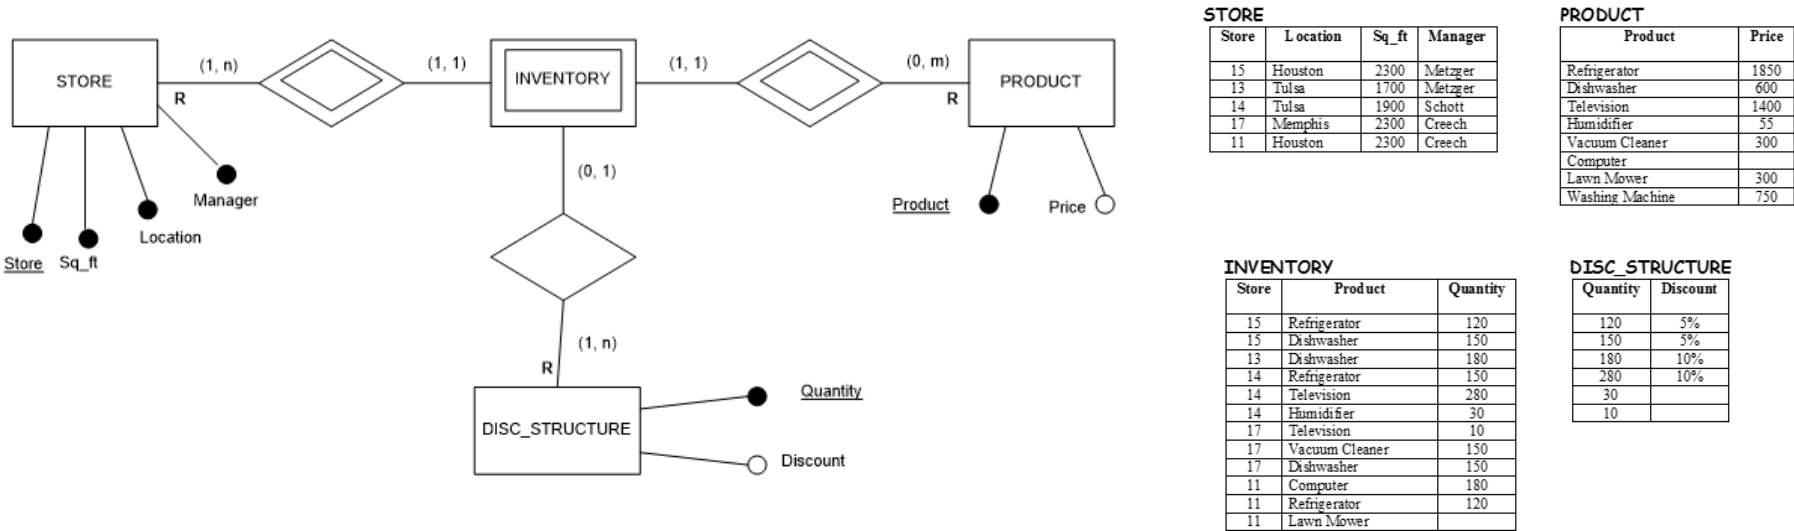 STORE
(1, n)
R
(1, 1)
INVENTORY
(1, 1)
(0, m)
R
PRODUCT
Store
Sq_ft
Location
Manager
(0, 1)
Product
Price
(1, n)
R
DISC_STRUCTURE
Quantity
Discount
STORE
Store Location Sq_ft Manager
15 Houston 2300 Metzger
13 Tulsa 1700 Metzger
14 Tulsa 1900 Schott
17 Memphis 2300 Creech
11 Houston 2300 Creech
PRODUCT
Product Price
Refrigerator 1850
Dishwasher 600
Television 1400
Humidifier 55
Vacuum Cleaner 300
Computer
Lawn Mower 300
Washing Machine 750
INVENTORY
Store Product Quantity
15 Refrigerator 120
15 Dishwasher 150
13 Dishwasher 180
14 Refrigerator 150
14 Television 280
14 Humidifier 30
17 Television 10
17 Vacuum Cleaner 150
17 Dishwasher 150
11 Computer 180
11 Refrigerator 120
11 Lawn Mower
DISC_STRUCTURE
Quantity Discount
120 5%
150 5%
180 10%
280 10%
30
10